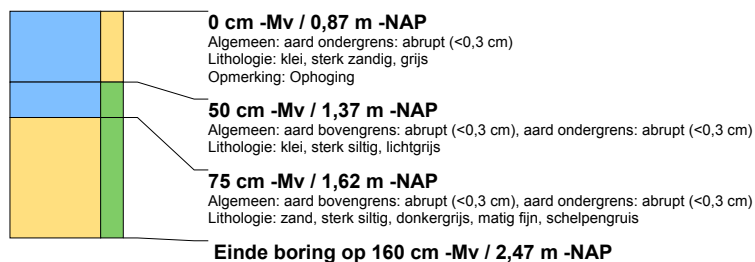 0 cm -Mv / 0,87 m -NAP
Algemeen: aard ondergrens: abrupt (<0,3 cm)
Lithologie: klei, sterk zandig, grijs
Opmerking: Ophoging
50 cm -Mv / 1,37 m -NAP
Algemeen: aard bovengrens: abrupt (<0,3 cm), aard ondergrens: abrupt (<0,3 cm)
Lithologie: klei, sterk siltig, lichtgrijs
75 cm -Mv / 1,62 m -NAP
Algemeen: aard bovengrens: abrupt (<0,3 cm), aard ondergrens: abrupt (<0,3 cm)
Lithologie: zand, sterk siltig, donkergrijs, matig fijn, schelpengruis
Einde boring op 160 cm -Mv / 2,47 m -NAP